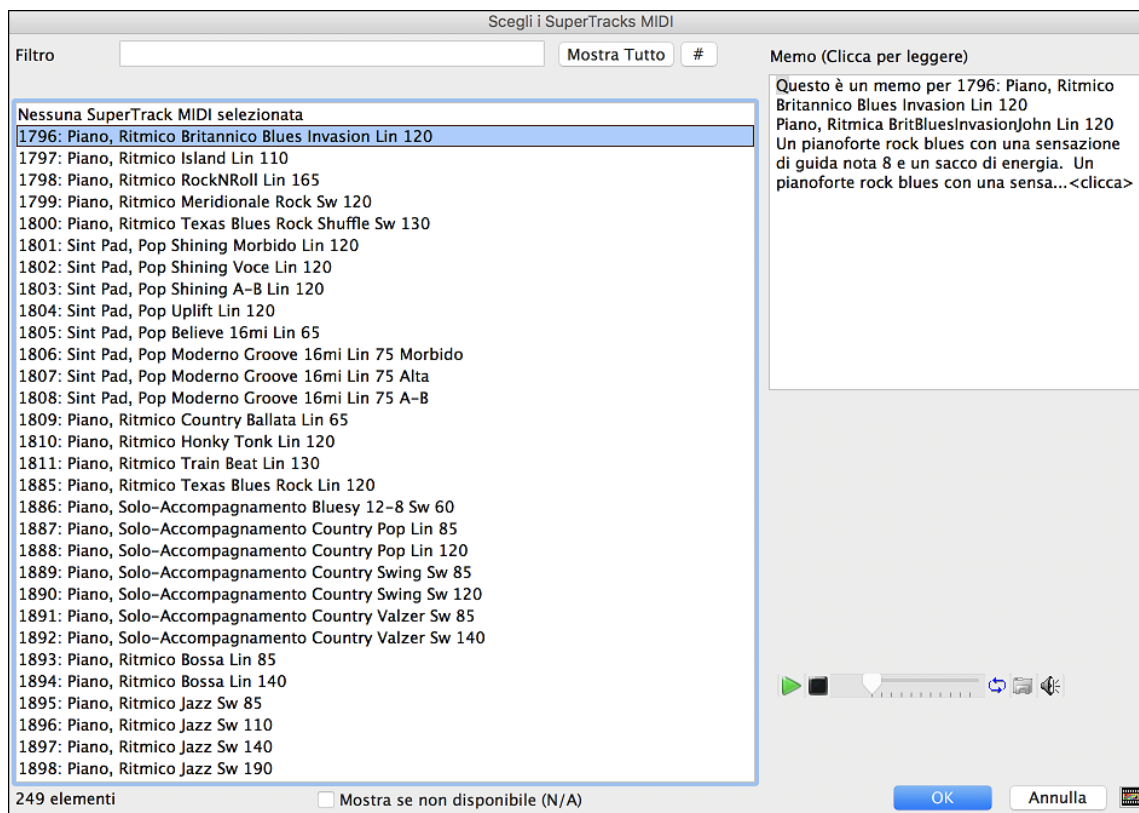 Scegli i SuperTracks MIDI
Filtro
Mostra Tutto
#
Memo (Clicca per leggere)
Nessuna SuperTrack MIDI selezionata
1796: Piano, Ritmico Britannico Blues Invasion Lin 120
1797: Piano, Ritmico Island Lin 110
1798: Piano, Ritmico RockNRoll Lin 165
1799: Piano, Ritmico Meridionale Rock Sw 120
1800: Piano, Ritmico Texas Blues Rock Shuffle Sw 130
1801: Sint Pad, Pop Shining Morbido Lin 120
1802: Sint Pad, Pop Shining Voce Lin 120
1803: Sint Pad, Pop Shining A-B Lin 120
1804: Sint Pad, Pop Uplift Lin 120
1805: Sint Pad, Pop Believe 16mi Lin 65
1806: Sint Pad, Pop Moderno Groove 16mi Lin 75 Morbido
1807: Sint Pad, Pop Moderno Groove 16mi Lin 75 Alta
1808: Sint Pad, Pop Moderno Groove 16mi Lin 75 A-B
1809: Piano, Ritmico Country Ballata Lin 65
1810: Piano, Ritmico Honky Tonk Lin 120
1811: Piano, Ritmico Train Beat Lin 130
1885: Piano, Ritmico Texas Blues Rock Lin 120
1886: Piano, Solo-Accompagnamento Bluesy 12-8 Sw 60
1887: Piano, Solo-Accompagnamento Country Pop Lin 85
1888: Piano, Solo-Accompagnamento Country Pop Lin 120
1889: Piano, Solo-Accompagnamento Country Swing Sw 85
1890: Piano, Solo-Accompagnamento Country Swing Sw 120
1891: Piano, Solo-Accompagnamento Country Valzer Sw 85
1892: Piano, Solo-Accompagnamento Country Valzer Sw 140
1893: Piano, Ritmico Bossa Lin 85
1894: Piano, Ritmico Bossa Lin 140
1895: Piano, Ritmico Jazz Sw 85
1896: Piano, Ritmico Jazz Sw 110
1897: Piano, Ritmico Jazz Sw 140
1898: Piano, Ritmico Jazz Sw 190
Questo è un memo per 1796: Piano, Ritmico
Britannico Blues Invasion Lin 120
Piano, Ritmica BritBluesInvasionJohn Lin 120
Un pianoforte rock blues con una sensazione
di guida nota 8 e un sacco di energia.  Un
pianoforte rock blues con una sensa...<clicca>
249 elementi
Mostra se non disponibile (N/A)
OK
Annulla